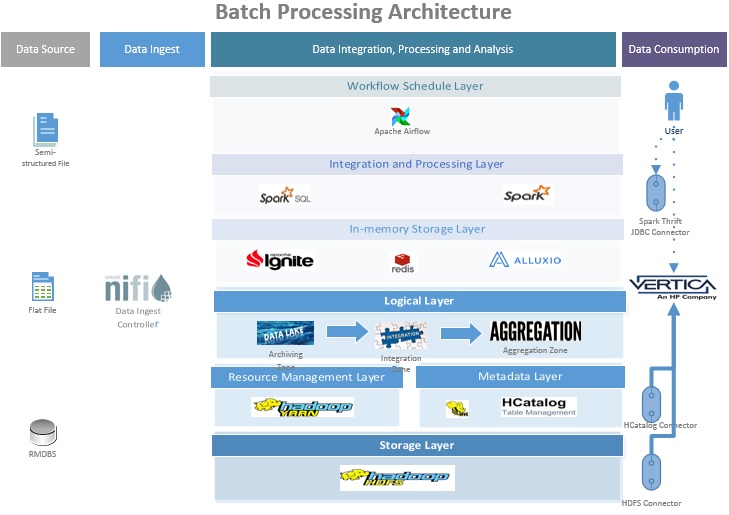 Batch Processing Architecture
Data Source
Data Ingest
Data Integration, Processing and Analysis
Data Consumption
Workflow Schedule Layer
Apache Airflow
User
Semi-
structured File
Integration and Processing Layer
Spark SQL
Spark
Spark Thrift
JDBC Connector
In-memory Storage Layer
APACHE
Ignite
redis
ALLUXIO
Flat File
APACHE
nifi
Data Ingest
Controller
VERTICA
An HP Company
Logical Layer
DATA LAKE
Archiving
Zone
INTEGRATION
Integration
Zone
AGGREGATION
Aggregation Zone
Resource Management Layer
Metadata Layer
hadoop
YARN
HCatalog
Table Management
HCatalog Connector
RMDBS
Storage Layer
hadoop
HDFS
HDFS Connector